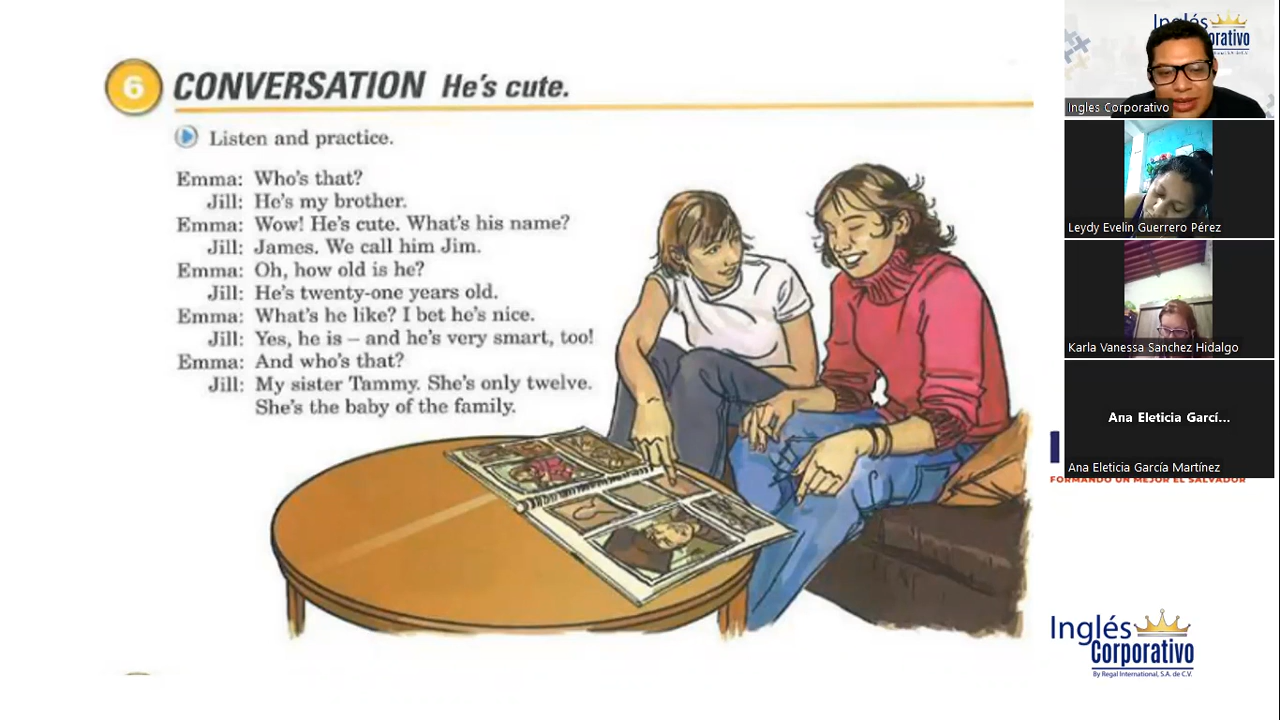 6 CONVERSATION He's cute.
Listen and practice.
Emma: Who's that?
Jill: He's my brother.
Emma: Wow! He's cute. What's his name?
Jill: James. We call him Jim.
Emma: Oh, how old is he?
Jill: He's twenty-one years old.
Emma: What's he like? I bet he's nice.
Jill: Yes, he is – and he's very smart, too!
Emma: And who's that?
Jill: My sister Tammy. She's only twelve.
She's the baby of the family.
Inglés
Ingles Corporativo
Leydy Evelin Guerrero Pérez
Karla Vanessa Sanchez Hidalgo
Ana Eleticia Garcí...
Ana Eleticia García Martínez
FORMANDO UN MEJOR EL SALVADOR
Inglés
Corporativo
By Regal International, S.A. de C.V.